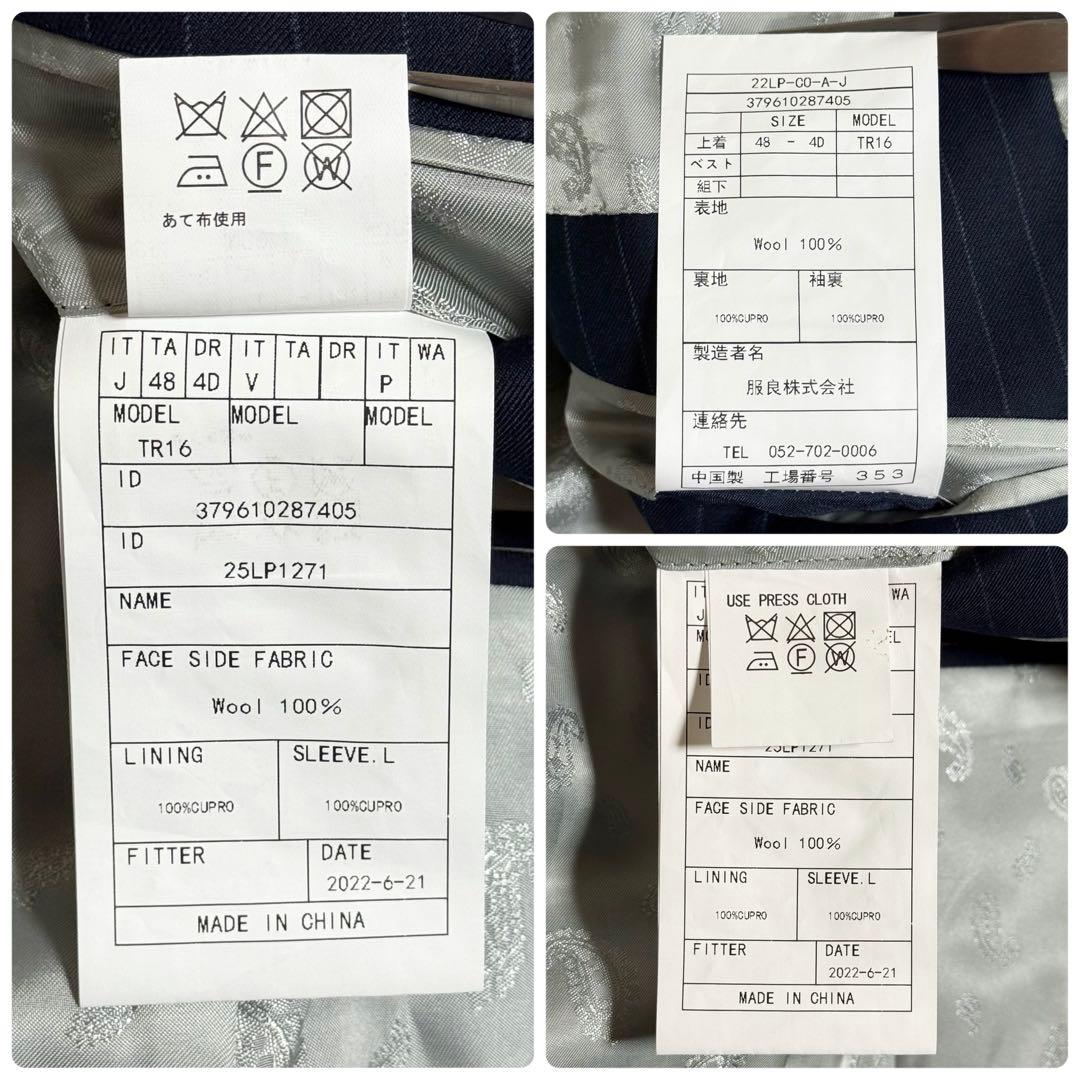 F
W
あて布使用
IT TA DR IT TA DR IT WA
J 48 4D V P
MODEL MODEL MODEL
TR16
ID
379610287405
ID
25LP1271
NAME
FACE SIDE FABRIC
Wool 100%
LINING SLEEVE.L
100%CUPRO 100%CUPRO
FITTER DATE
2022-6-21
MADE IN CHINA
22LP-CO-A-J
379610287405
SIZE MODEL
上着 48 - 4D TR16
ベスト
組下
表地
Wool 100%
裏地 袖裏
100%CUPRO 100%CUPRO
製造者名
服良株式会社
連絡先
TEL 052-702-0006
中国製 工場番号 353
USE PRESS CLOTH
F
W
IT WA
J
EL
ID
ID
25LP1271
NAME
FACE SIDE FABRIC
Wool 100%
LINING SLEEVE.L
100%CUPRO 100%CUPRO
FITTER DATE
2022-6-21
MADE IN CHINA